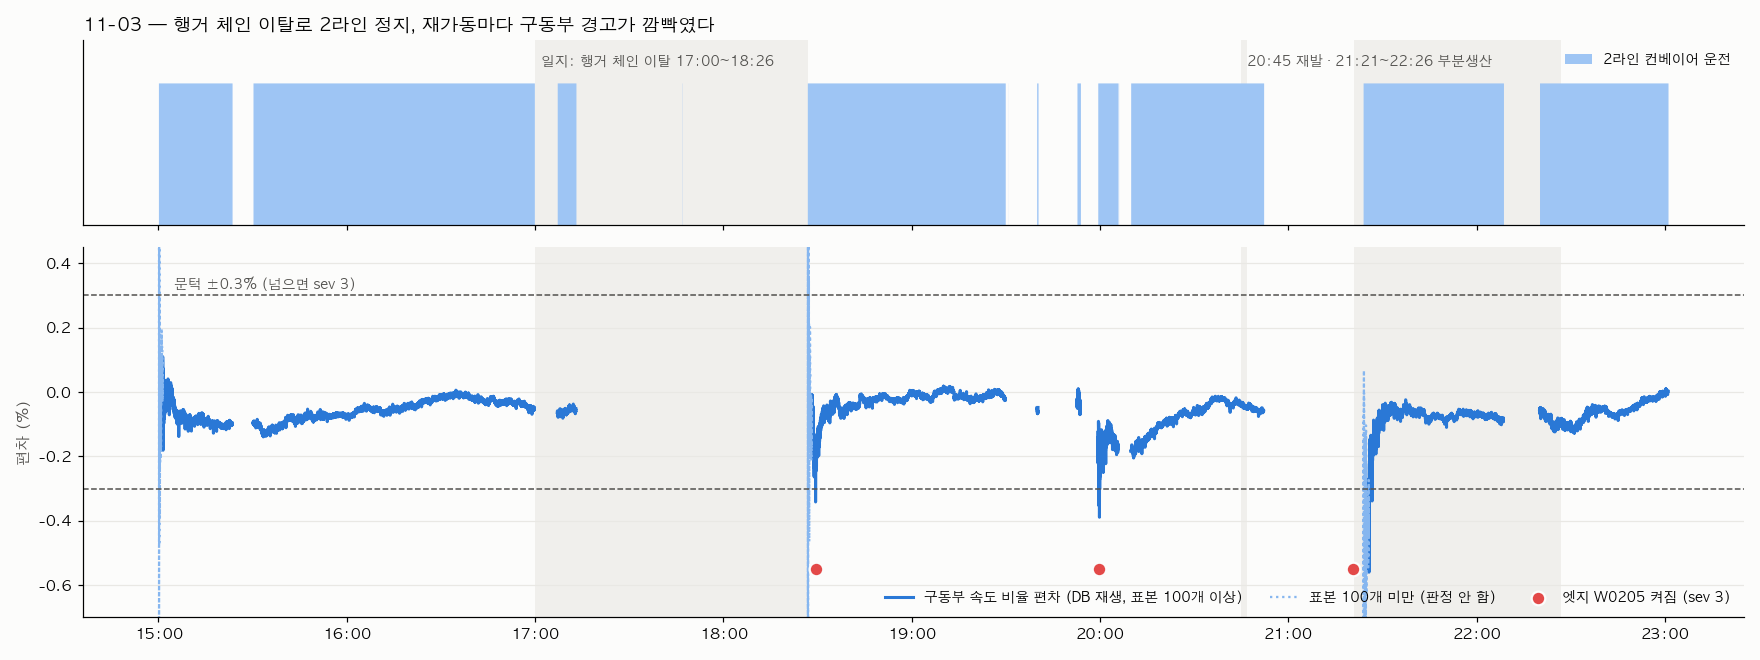 11-03 — 행거 체인 이탈로 2라인 정지, 재가동마다 구동부 경고가 깜빡였다
일지: 행거 체인 이탈 17:00~18:26
20:45 재발 · 21:21~22:26 부분생산
2라인 컨베이어 운전
편차 (%)
0.4
0.2
0.0
-0.2
-0.4
-0.6
문턱 ±0.3% (넘으면 sev 3)
구동부 속도 비율 편차 (DB 재생, 표본 100개 이상)
표본 100개 미만 (판정 안 함)
엣지 W0205 켜짐 (sev 3)
15:00
16:00
17:00
18:00
19:00
20:00
21:00
22:00
23:00